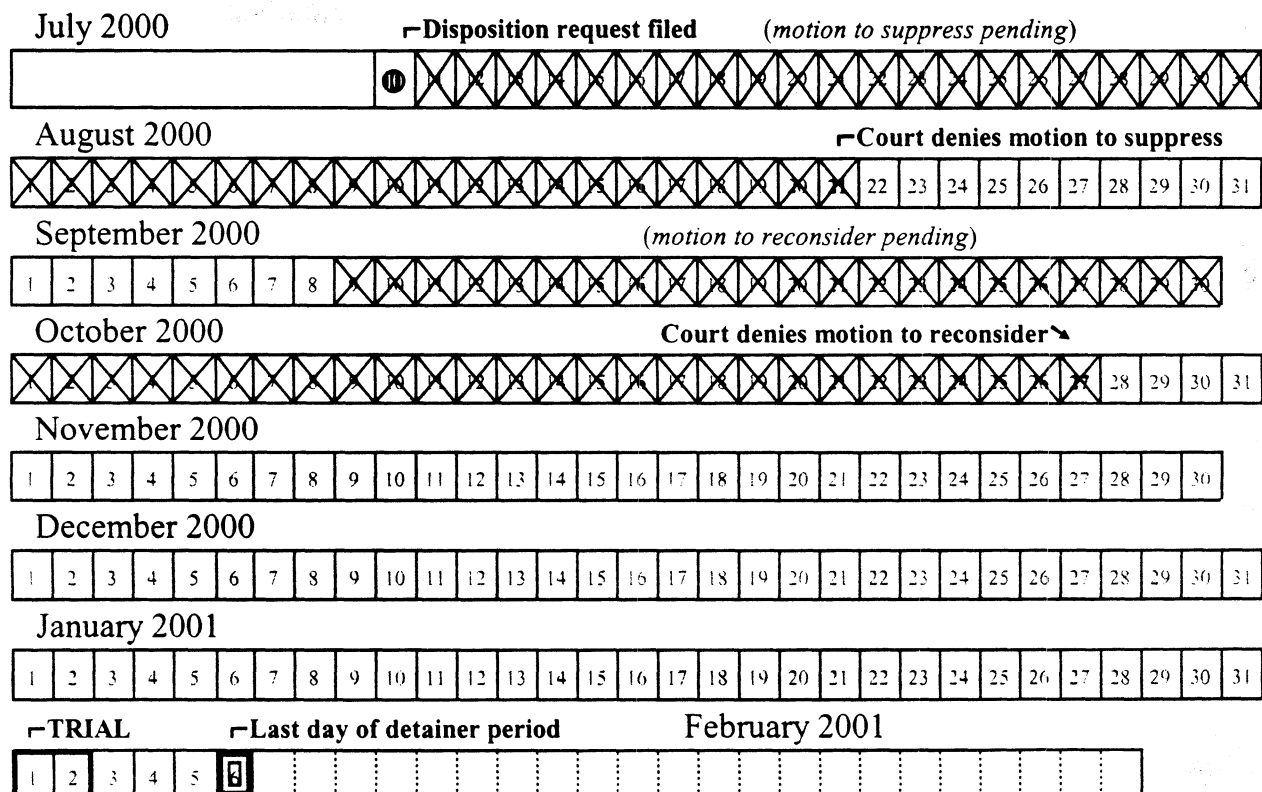 July 2000 ┌Disposition request filed (motion to suppress pending)
10 11 12 13 14 15 16 17 18 19 20 21 22 23 24 25 26 27 28 29 30 31
August 2000 ┌Court denies motion to suppress
1 2 3 4 5 6 7 8 9 10 11 12 13 14 15 16 17 18 19 20 21 22 23 24 25 26 27 28 29 30 31
September 2000 (motion to reconsider pending)
1 2 3 4 5 6 7 8 9 10 11 12 13 14 15 16 17 18 19 20 21 22 23 24 25 26 27 28 29 30
October 2000 Court denies motion to reconsider↘
1 2 3 4 5 6 7 8 9 10 11 12 13 14 15 16 17 18 19 20 21 22 23 24 25 26 27 28 29 30 31
November 2000
1 2 3 4 5 6 7 8 9 10 11 12 13 14 15 16 17 18 19 20 21 22 23 24 25 26 27 28 29 30
December 2000
1 2 3 4 5 6 7 8 9 10 11 12 13 14 15 16 17 18 19 20 21 22 23 24 25 26 27 28 29 30 31
January 2001
1 2 3 4 5 6 7 8 9 10 11 12 13 14 15 16 17 18 19 20 21 22 23 24 25 26 27 28 29 30 31
┌TRIAL ┌Last day of detainer period February 2001
1 2 3 4 5 6